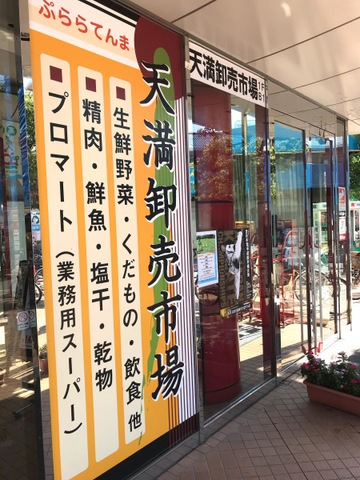 ぷららてんま
天満卸売市場
■生鮮野菜・くだもの・飲食 他
■精肉・鮮魚・塩干・乾物
■プロマート(業務用スーパー)
天満卸売市場 1F B1